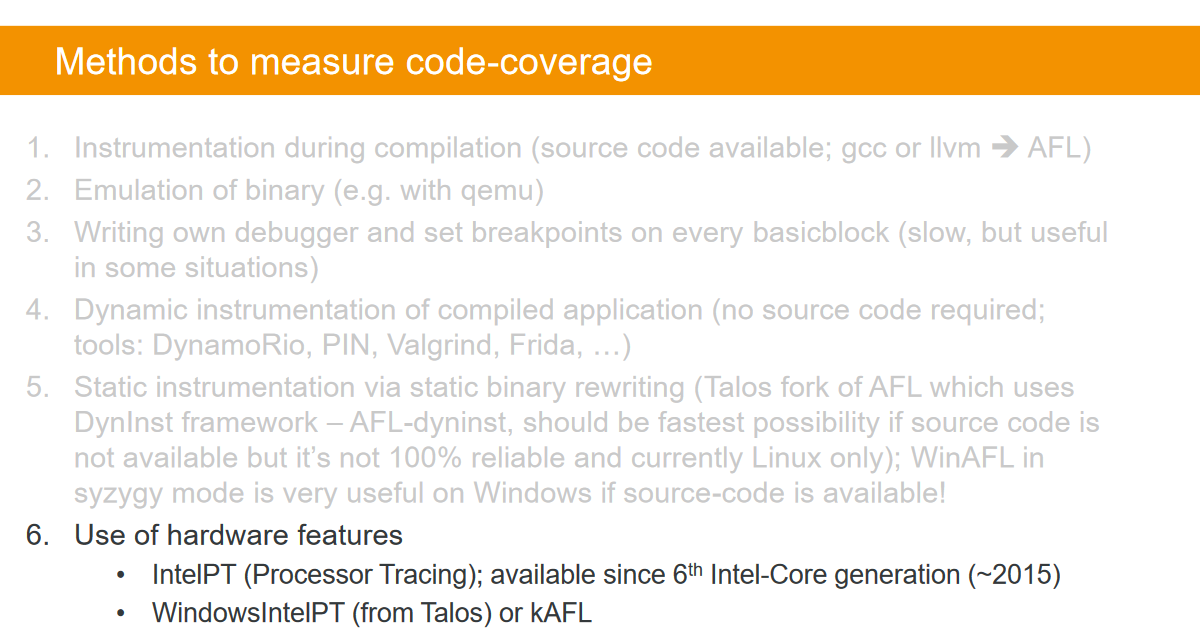 Methods to measure code-coverage
1. Instrumentation during compilation (source code available; gcc or llvm ➔ AFL)
2. Emulation of binary (e.g. with qemu)
3. Writing own debugger and set breakpoints on every basicblock (slow, but useful
in some situations)
4. Dynamic instrumentation of compiled application (no source code required;
tools: DynamoRio, PIN, Valgrind, Frida, …)
5. Static instrumentation via static binary rewriting (Talos fork of AFL which uses
DynInst framework – AFL-dyninst, should be fastest possibility if source code is
not available but it’s not 100% reliable and currently Linux only); WinAFL in
syzygy mode is very useful on Windows if source-code is available!
6. Use of hardware features
• IntelPT (Processor Tracing); available since 6th Intel-Core generation (~2015)
• WindowsIntelPT (from Talos) or kAFL